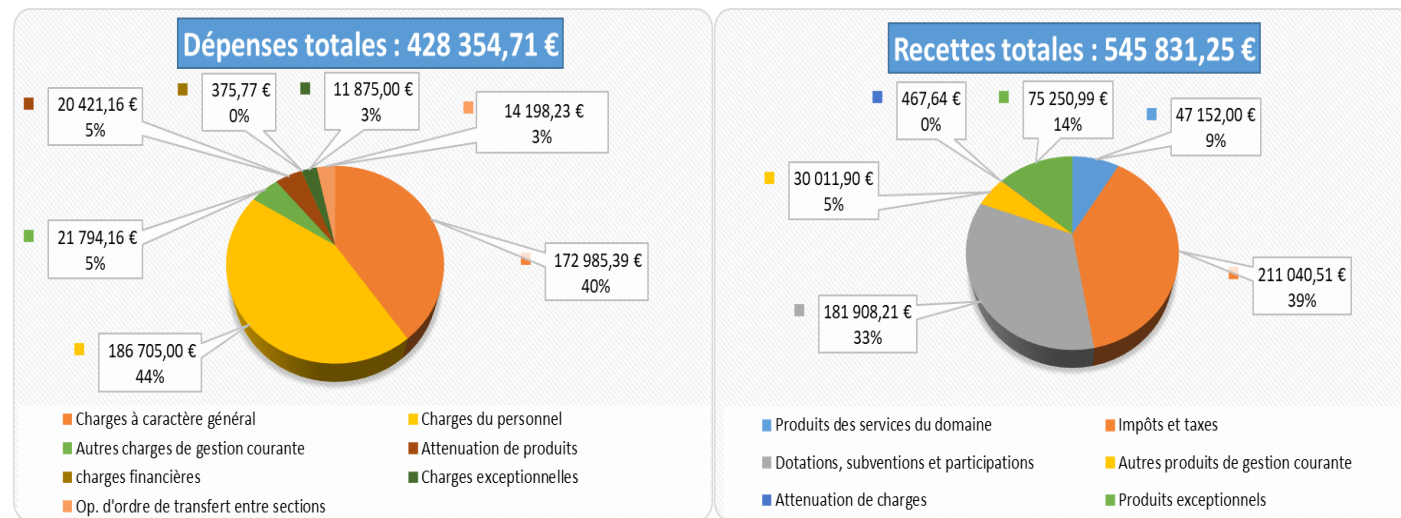 Dépenses totales : 428 354,71 €
20 421,16 €
5%
375,77 €
0%
11 875,00 €
3%
14 198,23 €
3%
21 794,16 €
5%
172 985,39 €
40%
186 705,00 €
44%
Charges à caractère général
Charges du personnel
Autres charges de gestion courante
Attenuation de produits
charges financières
Charges exceptionnelles
Op. d'ordre de transfert entre sections
Recettes totales : 545 831,25 €
467,64 €
0%
75 250,99 €
14%
47 152,00 €
9%
30 011,90 €
5%
211 040,51 €
39%
181 908,21 €
33%
Produits des services du domaine
Impôts et taxes
Dotations, subventions et participations
Autres produits de gestion courante
Attenuation de charges
Produits exceptionnels